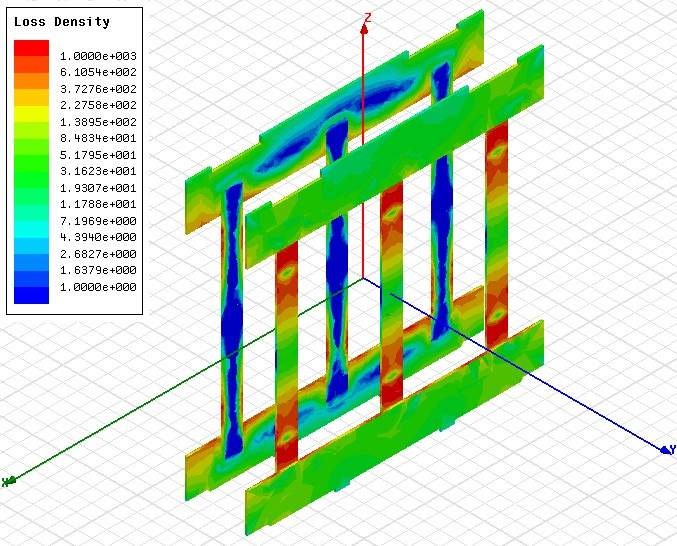 Loss Density
1.0000e+003
6.1054e+002
3.7276e+002
2.2758e+002
1.3895e+002
8.4834e+001
5.1795e+001
3.1623e+001
1.9307e+001
1.1788e+001
7.1969e+000
4.3940e+000
2.6827e+000
1.6379e+000
1.0000e+000
Z
X
Y